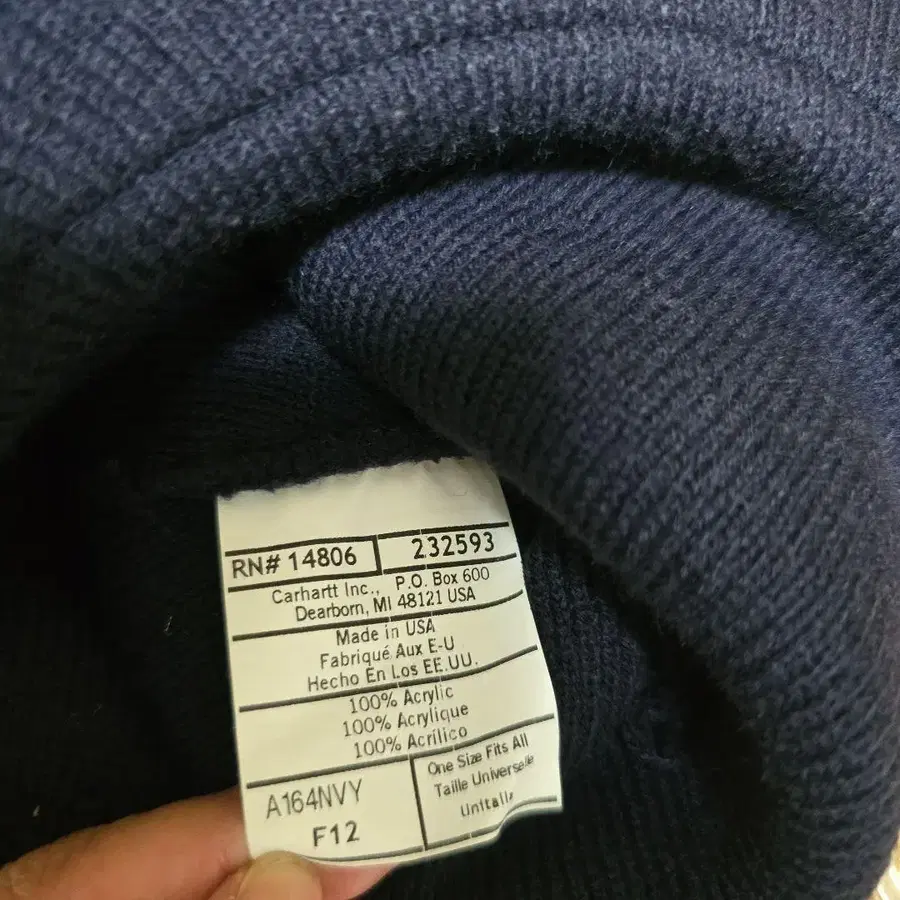 RN# 14806 232593
Carhartt Inc., P.O. Box 600
Dearborn, MI 48121 USA
Made in USA
Fabriqué Aux E-U
Hecho En Los EE.UU.
100% Acrylic
100% Acrylique
100% Acrílico
A164NVY
F12
One Size Fits All
Taille Universelle